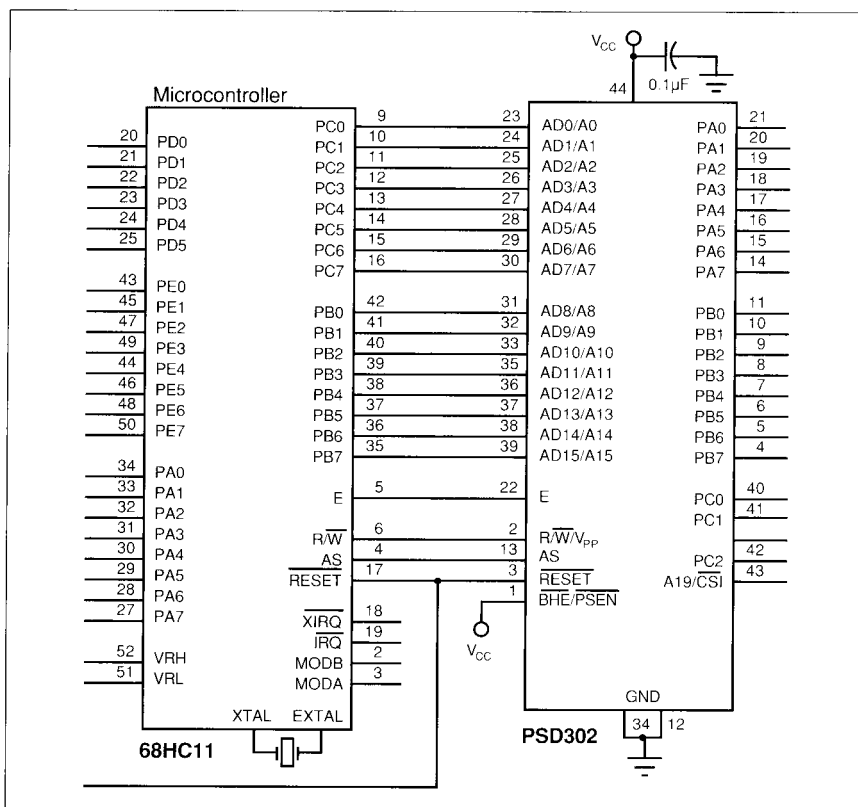 VCC
44
0.1µF
Microcontroller
20 PD0
21 PD1
22 PD2
23 PD3
24 PD4
25 PD5
43 PE0
45 PE1
47 PE2
49 PE3
44 PE4
46 PE5
48 PE6
50 PE7
34 PA0
33 PA1
32 PA2
31 PA3
30 PA4
29 PA5
28 PA6
27 PA7
52 VRH
51 VRL
PC0 9
PC1 10
PC2 11
PC3 12
PC4 13
PC5 14
PC6 15
PC7 16
PB0 42
PB1 41
PB2 40
PB3 39
PB4 38
PB5 37
PB6 36
PB7 35
E 5
R/W̅ 6
AS 4
R̅E̅S̅E̅T̅ 17
X̅I̅R̅Q̅ 18
I̅R̅Q̅ 19
MODB 2
MODA 3
XTAL EXTAL
68HC11
23 AD0/A0
24 AD1/A1
25 AD2/A2
26 AD3/A3
27 AD4/A4
28 AD5/A5
29 AD6/A6
30 AD7/A7
31 AD8/A8
32 AD9/A9
33 AD10/A10
35 AD11/A11
36 AD12/A12
37 AD13/A13
38 AD14/A14
39 AD15/A15
22 E
2 R/W̅/VPP
13 AS
3 R̅E̅S̅E̅T̅
1 B̅H̅E̅/P̅S̅E̅N̅
VCC
PA0 21
PA1 20
PA2 19
PA3 18
PA4 17
PA5 16
PA6 15
PA7 14
PB0 11
PB1 10
PB2 9
PB3 8
PB4 7
PB5 6
PB6 5
PB7 4
PC0 40
PC1 41
PC2 42
A19/C̅S̅I̅ 43
GND
34 12
PSD302